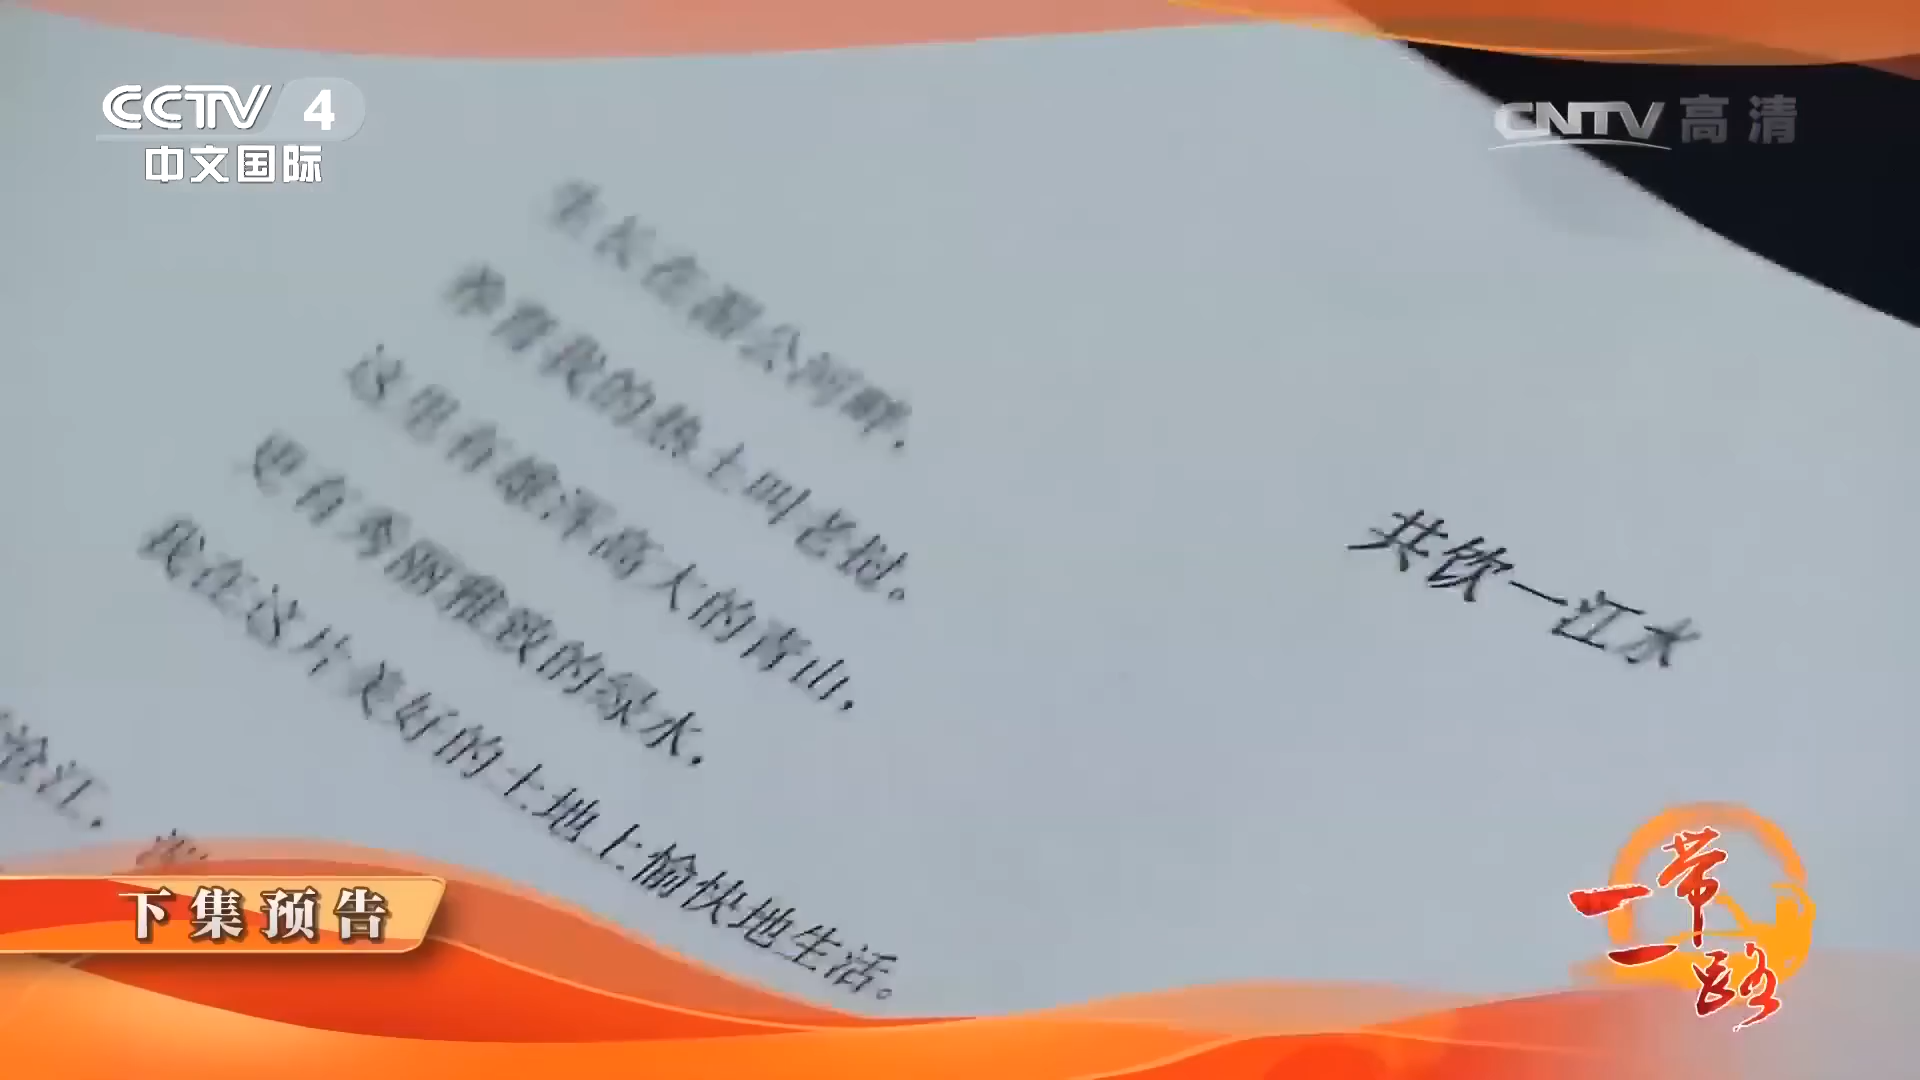 CCTV 4
中文国际
CNTV 高清
生长在湄公河畔，
养育我的热土叫老挝。
这里有雄浑高大的青山，
更有秀丽雅致的绿水，
我在这片美好的土地上愉快地生活。
沧江，
共饮一江水
下集预告
一带一路